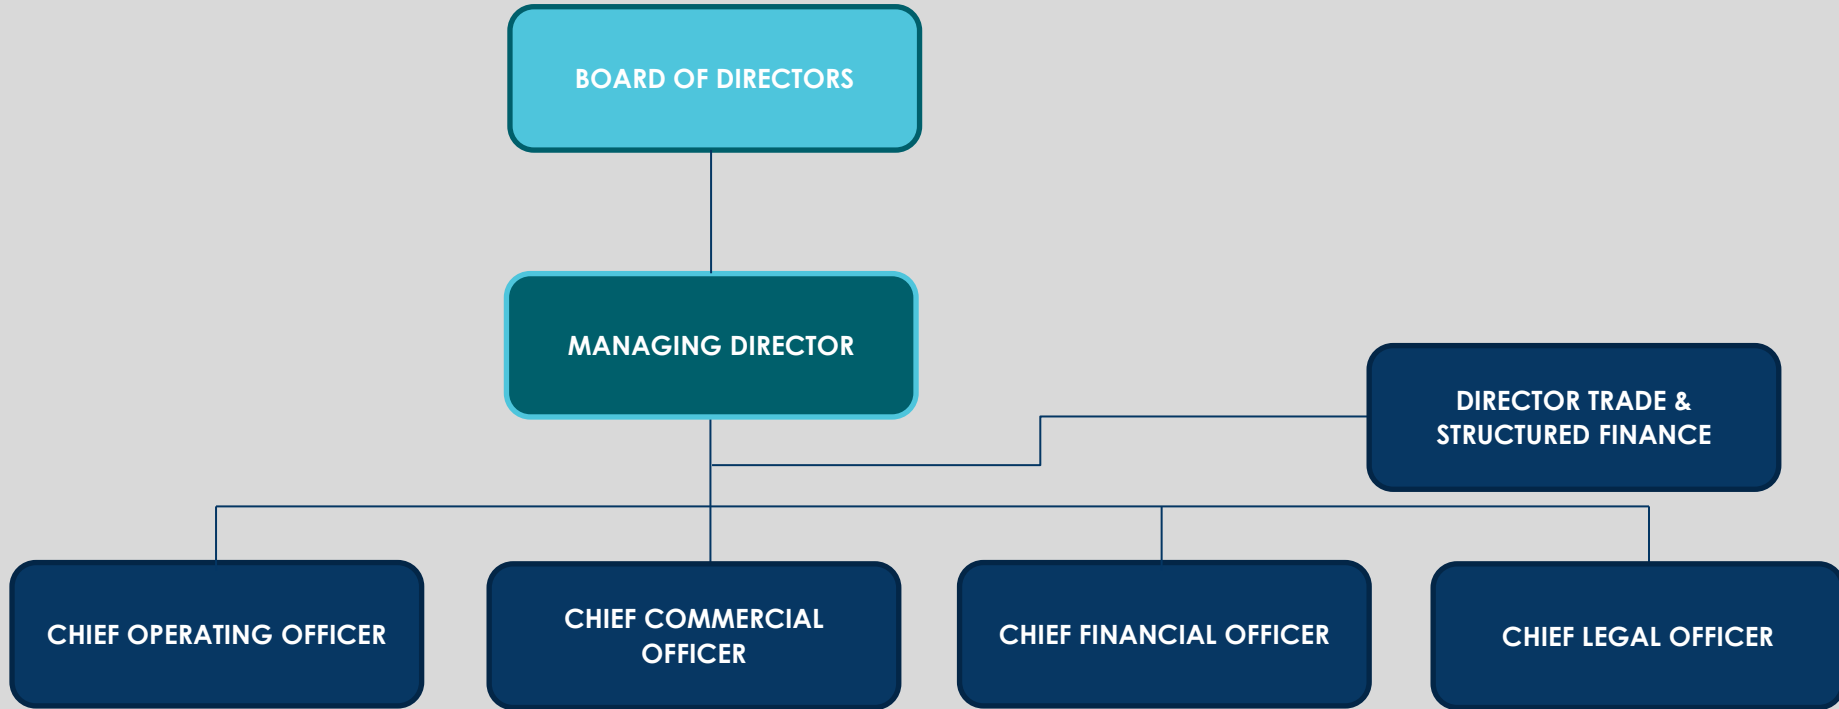 BOARD OF DIRECTORS
MANAGING DIRECTOR
DIRECTOR TRADE &
STRUCTURED FINANCE
CHIEF OPERATING OFFICER
CHIEF COMMERCIAL
OFFICER
CHIEF FINANCIAL OFFICER
CHIEF LEGAL OFFICER